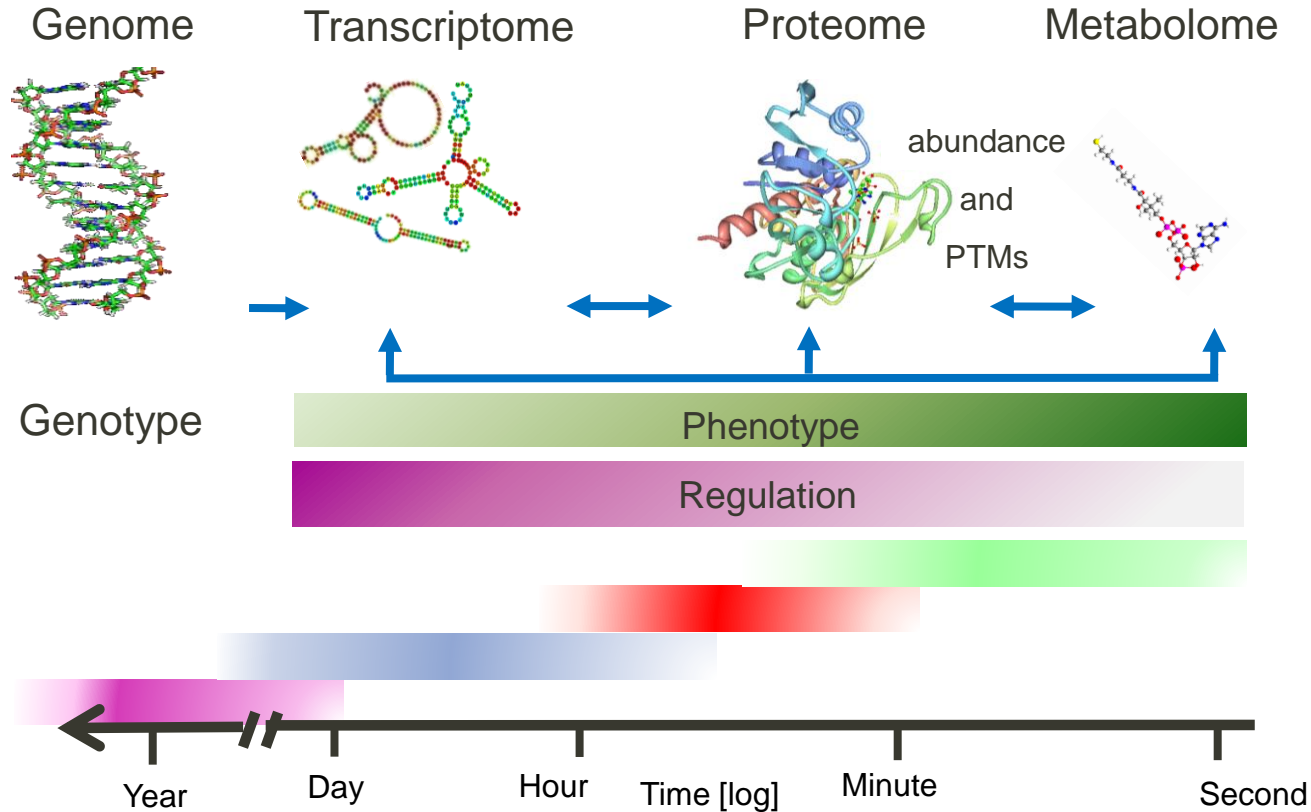 Genome
Transcriptome
Proteome
Metabolome
abundance
and
PTMs
Genotype
Phenotype
Regulation
Year
Day
Hour
Time [log]
Minute
Second